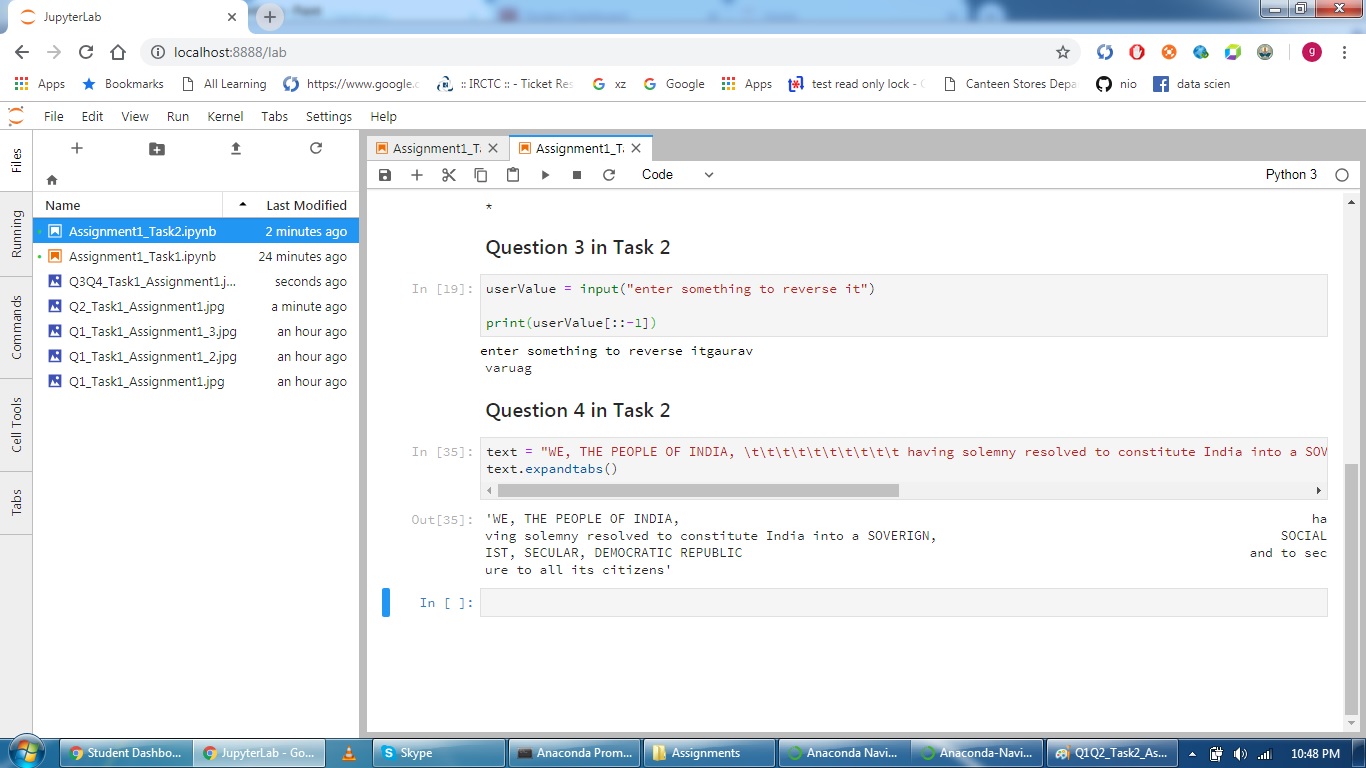 JupyterLab
localhost:8888/lab
g
Apps Bookmarks All Learning https://www.google.c :: IRCTC :: - Ticket Res xz Google Apps test read only lock - Canteen Stores Depa nio data scien
File Edit View Run Kernel Tabs Settings Help
Files
Running
Commands
Cell Tools
Tabs
Name Last Modified
Assignment1_Task2.ipynb 2 minutes ago
Assignment1_Task1.ipynb 24 minutes ago
Q3Q4_Task1_Assignment1.j... seconds ago
Q2_Task1_Assignment1.jpg a minute ago
Q1_Task1_Assignment1_3.jpg an hour ago
Q1_Task1_Assignment1_2.jpg an hour ago
Q1_Task1_Assignment1.jpg an hour ago
Assignment1_T. Assignment1_T.
Code Python 3
*
Question 3 in Task 2
In [19]: userValue = input("enter something to reverse it")
print(userValue[::-1])
enter something to reverse itgaurav
varuag
Question 4 in Task 2
In [35]: text = "WE, THE PEOPLE OF INDIA, \t\t\t\t\t\t\t\t\t\t having solemny resolved to constitute India into a SOV
text.expandtabs()
Out[35]: 'WE, THE PEOPLE OF INDIA, ha
ving solemny resolved to constitute India into a SOVERIGN, SOCIAL
IST, SECULAR, DEMOCRATIC REPUBLIC and to sec
ure to all its citizens'
In [ ]:
Student Dashbo... JupyterLab - Go... Skype Anaconda Prom... Assignments Anaconda Navi... Anaconda-Navi... Q1Q2_Task2_As... 10:48 PM